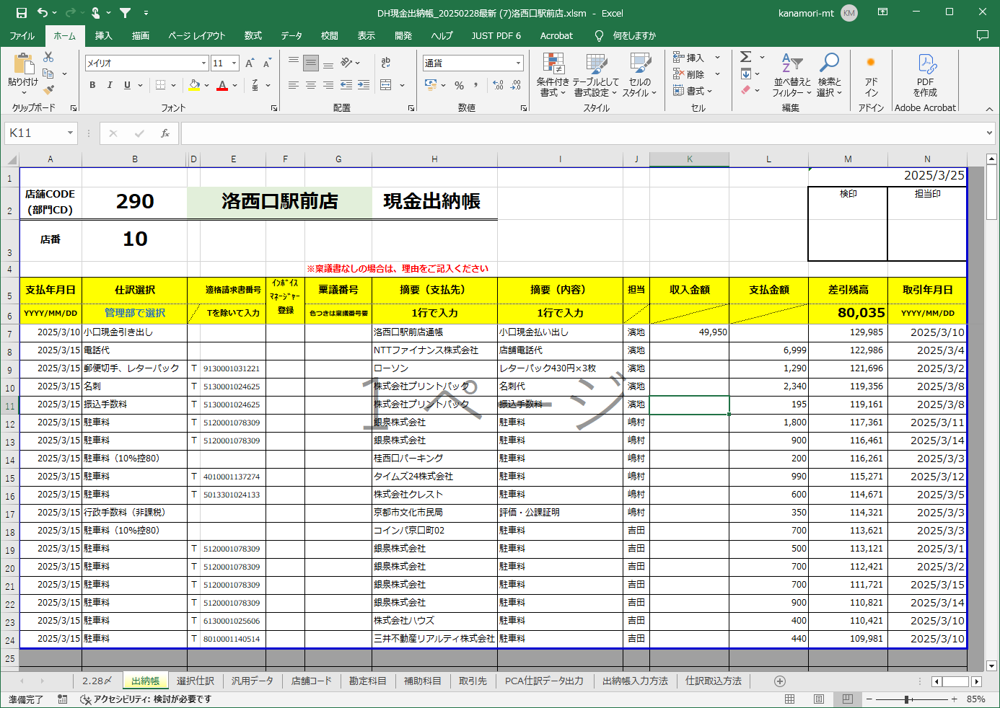 DH現金出納帳_20250228最新 (7)洛西口駅前店.xlsm - Excel
kanamori-mt KM
ファイル ホーム 挿入 描画 ページ レイアウト 数式 データ 校閲 表示 開発 ヘルプ JUST PDF 6 Acrobat 何をしますか
メイリオ 11 通貨
貼り付け
B I U
条件付き書式 テーブルとして書式設定 セルのスタイル
挿入
削除
書式
並べ替えとフィルター 検索と選択
アドイン
PDFを作成
クリップボード フォント 配置 数値 スタイル セル 編集 アドイン Adobe Acrobat
K11 fx
A B D E F G H I J K L M N
1 2025/3/25
2 店舗CODE (部門CD) 290 洛西口駅前店 現金出納帳 検印 担当印
3 店番 10
4 ※稟議書なしの場合は、理由をご記入ください
5 支払年月日 仕訳選択 適格請求書番号 ｲﾝﾎﾞｲｽ ﾏﾈｰｼﾞｬｰ 登録 稟議番号 摘要（支払先） 摘要（内容） 担当 収入金額 支払金額 差引残高 取引年月日
6 YYYY/MM/DD 管理部で選択 Tを除いて入力 色つきは稟議番号要 1行で入力 1行で入力 80,035 YYYY/MM/DD
7 2025/3/10 小口現金引き出し 洛西口駅前店通帳 小口現金払い出し 濱地 49,950 129,985 2025/3/10
8 2025/3/15 電話代 NTTファイナンス株式会社 店舗電話代 濱地 6,999 122,986 2025/3/4
9 2025/3/15 郵便切手、レターパック T 9130001031221 ローソン レターパック430円×3枚 濱地 1,290 121,696 2025/3/2
10 2025/3/15 名刺 T 5130001024625 株式会社プリントパック 名刺代 濱地 2,340 119,356 2025/3/8
11 2025/3/15 振込手数料 T 5130001024625 株式会社プリントパック 振込手数料 濱地 195 119,161 2025/3/8
12 2025/3/15 駐車料 T 5120001078309 銀泉株式会社 駐車料 嶋村 1,800 117,361 2025/3/11
13 2025/3/15 駐車料 T 5120001078309 銀泉株式会社 駐車料 嶋村 900 116,461 2025/3/14
14 2025/3/15 駐車料（10%控80） 桂西口パーキング 駐車料 嶋村 200 116,261 2025/3/3
15 2025/3/15 駐車料 T 4010001137274 タイムズ24株式会社 駐車料 嶋村 990 115,271 2025/3/12
16 2025/3/15 駐車料 T 5013301024133 株式会社クレスト 駐車料 嶋村 600 114,671 2025/3/5
17 2025/3/15 行政手数料（非課税） 京都市文化市民局 評価・公課証明 嶋村 350 114,321 2025/3/3
18 2025/3/15 駐車料（10%控80） コインパ京口町02 駐車料 吉田 700 113,621 2025/3/3
19 2025/3/15 駐車料 T 5120001078309 銀泉株式会社 駐車料 吉田 500 113,121 2025/3/1
20 2025/3/15 駐車料 T 5120001078309 銀泉株式会社 駐車料 吉田 700 112,421 2025/3/2
21 2025/3/15 駐車料 T 5120001078309 銀泉株式会社 駐車料 吉田 700 111,721 2025/3/15
22 2025/3/15 駐車料 T 5120001078309 銀泉株式会社 駐車料 吉田 900 110,821 2025/3/14
23 2025/3/15 駐車料 T 6130001025606 株式会社ハウズ 駐車料 吉田 400 110,421 2025/3/10
24 2025/3/15 駐車料 T 8010001140514 三井不動産リアルティ株式会社 駐車料 吉田 440 109,981 2025/3/10
25
1 ページ
2.28〆 出納帳 選択仕訳 汎用データ 店舗コード 勘定科目 補助科目 取引先 PCA仕訳データ出力 出納帳入力方法 仕訳取込方法
準備完了 アクセシビリティ: 検討が必要です 85%